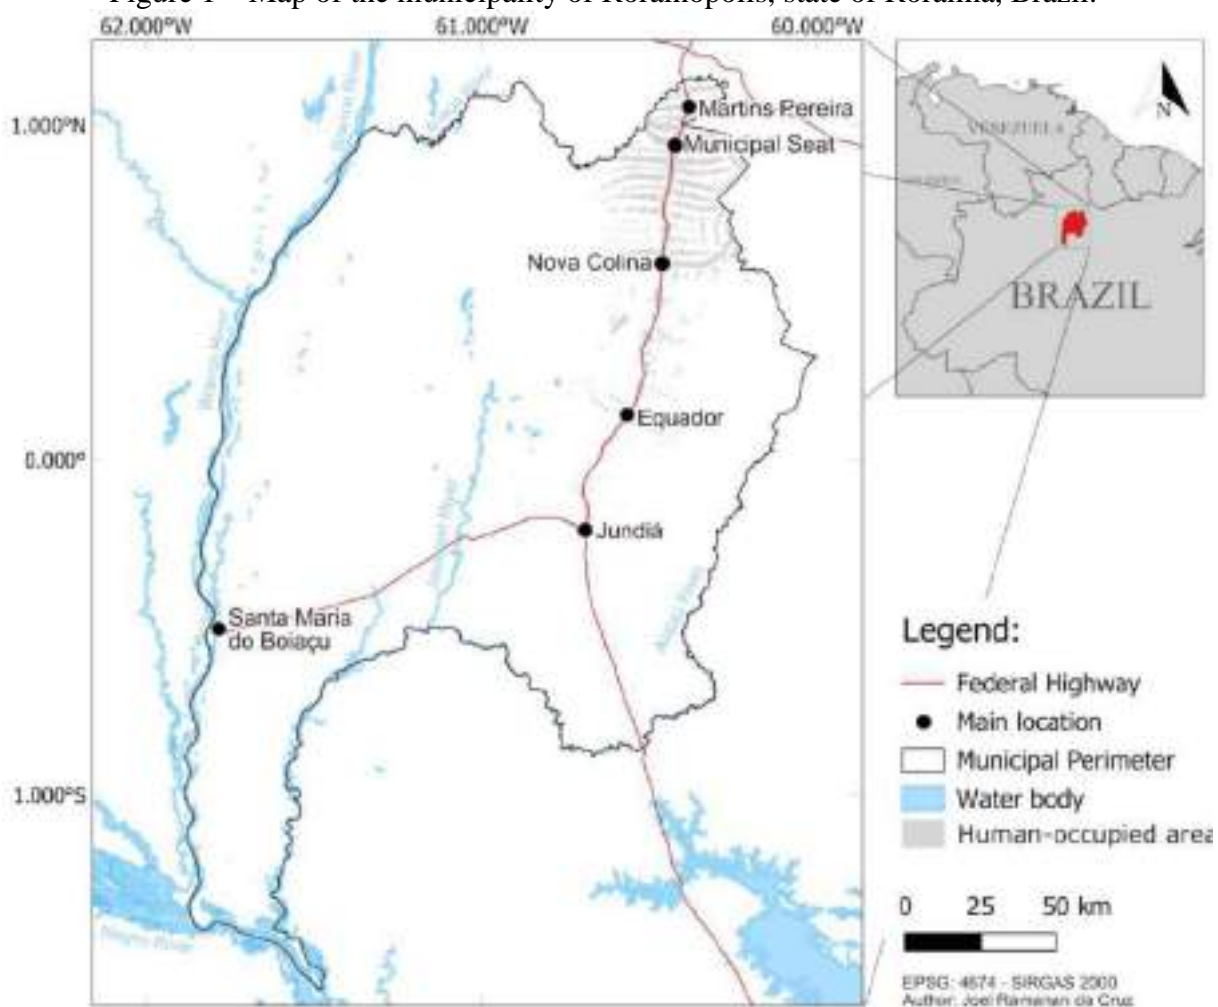 Figure 1 – Map of the municipality of Rorainópolis, state of Roraima, Brazil.
62.000°W 61.000°W 60.000°W
1.000°N
0.000°
1.000°S
Martins Pereira
Municipal Seat
Nova Colina
Equador
Jundiá
Santa Maria
do Boiaçu
River
Negro River
N
VENEZUELA
BRAZIL
Legend:
Federal Highway
Main location
Municipal Perimeter
Water body
Human-occupied area
0 25 50 km
EPSG: 4674 - SIRGAS 2000
Author: Joel Ramanan da Cruz